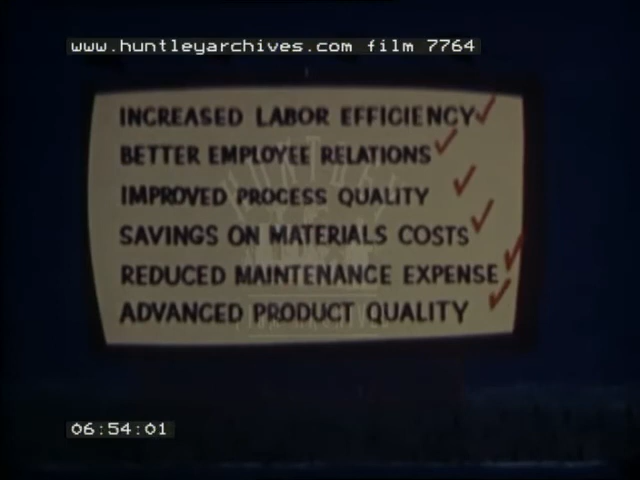 www.huntleyarchives.com film 7764
INCREASED LABOR EFFICIENCY
BETTER EMPLOYEE RELATIONS
IMPROVED PROCESS QUALITY
SAVINGS ON MATERIALS COSTS
REDUCED MAINTENANCE EXPENSE
ADVANCED PRODUCT QUALITY
06:54:01